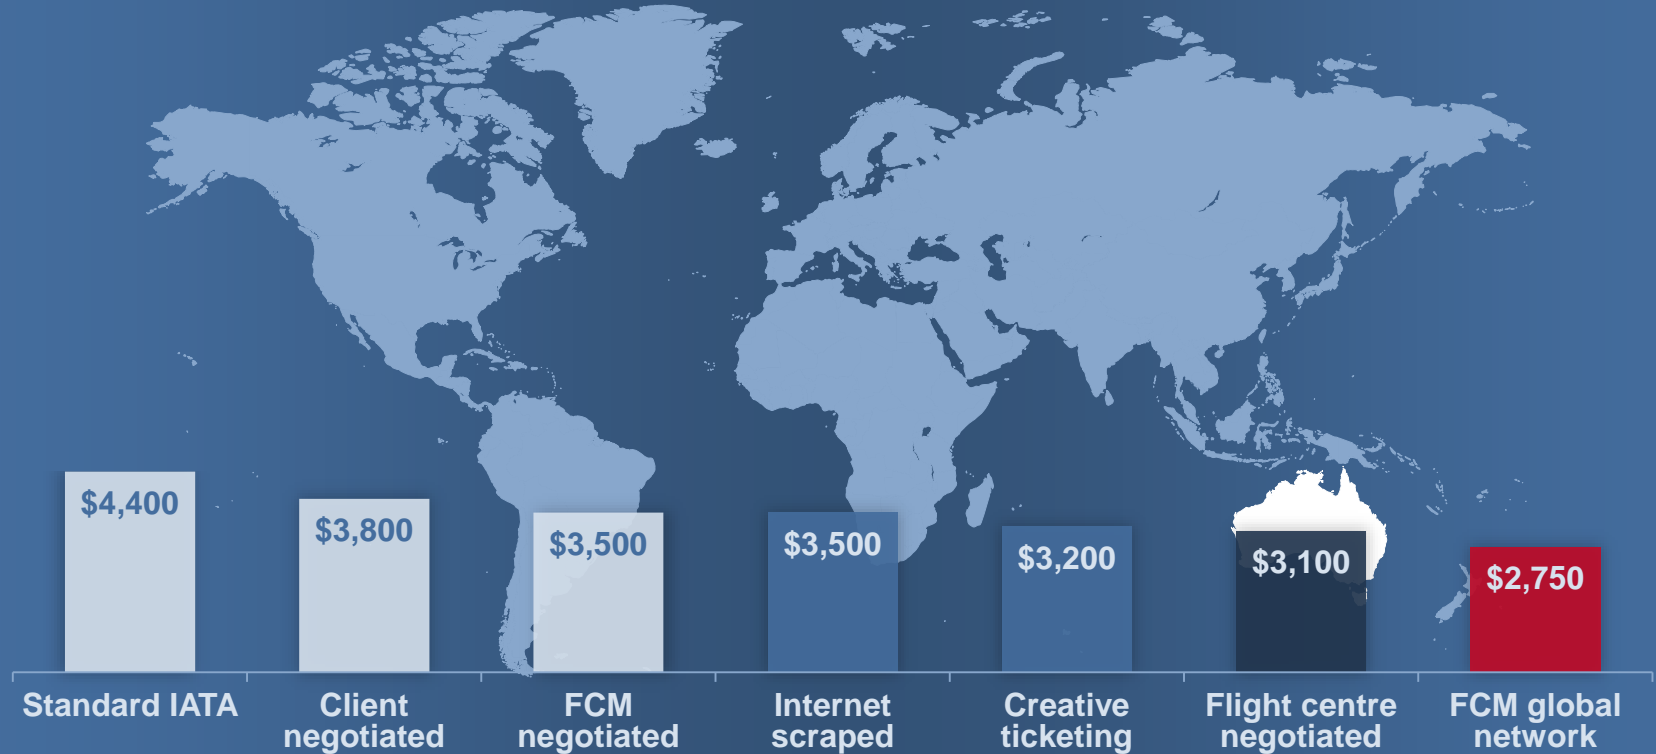 $4,400
$3,800
$3,500
$3,500
$3,200
$3,100
$2,750
Standard IATA
Client
negotiated
FCM
negotiated
Internet
scraped
Creative
ticketing
Flight centre
negotiated
FCM global
network